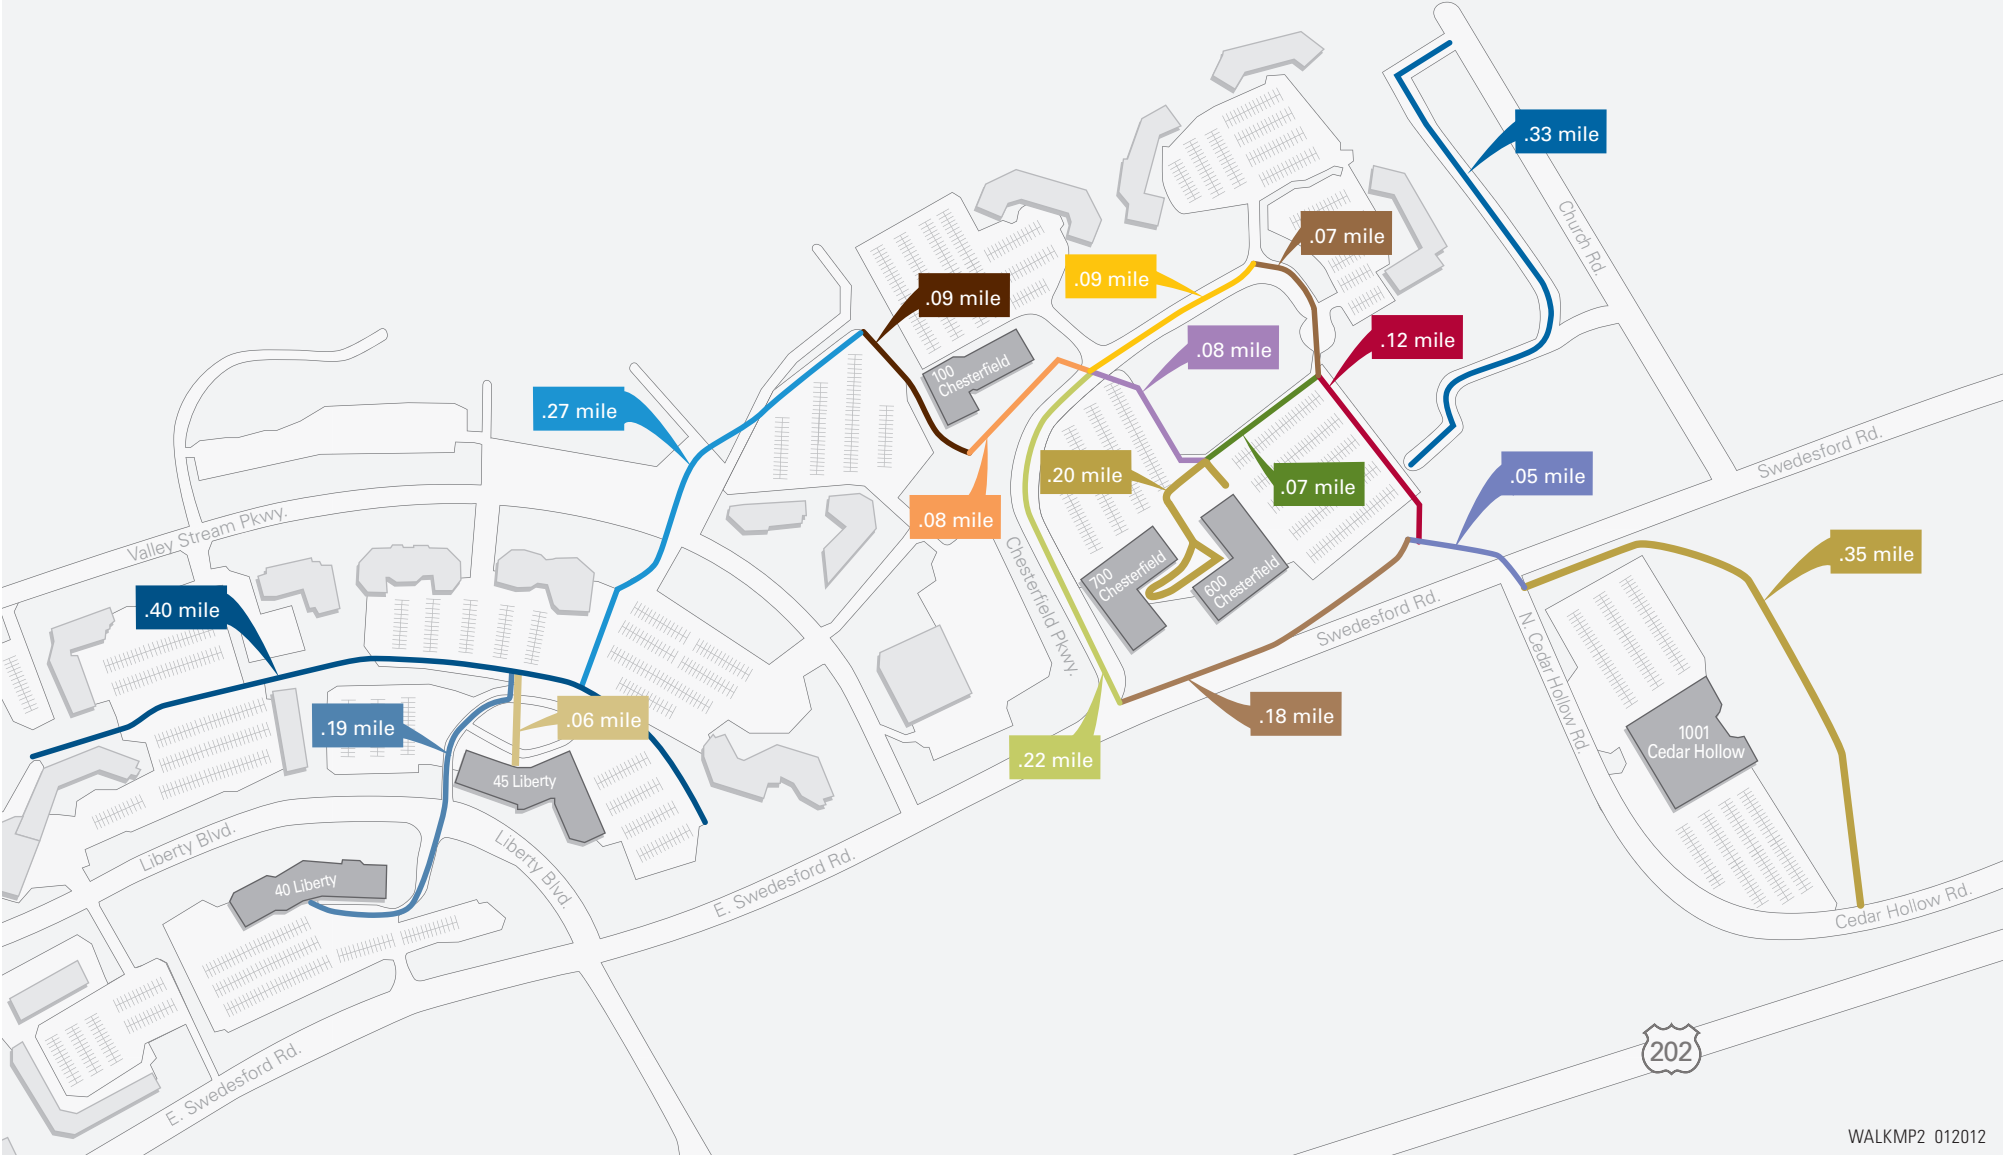 .33 mile
Church Rd.
.07 mile
.09 mile
.09 mile
.12 mile
.08 mile
100
Chesterfield
.27 mile
Swedesford Rd.
.20 mile
.05 mile
.07 mile
.08 mile
Valley Stream Pkwy.
.35 mile
Chesterfield Pkwy.
700
Chesterfield
600
Chesterfield
.40 mile
Swedesford Rd.
N. Cedar Hollow Rd.
.19 mile
.06 mile
.18 mile
.22 mile
1001
Cedar Hollow
45 Liberty
Liberty Blvd.
Liberty Blvd.
40 Liberty
E. Swedesford Rd.
Cedar Hollow Rd.
202
E. Swedesford Rd.
WALKMP2 012012